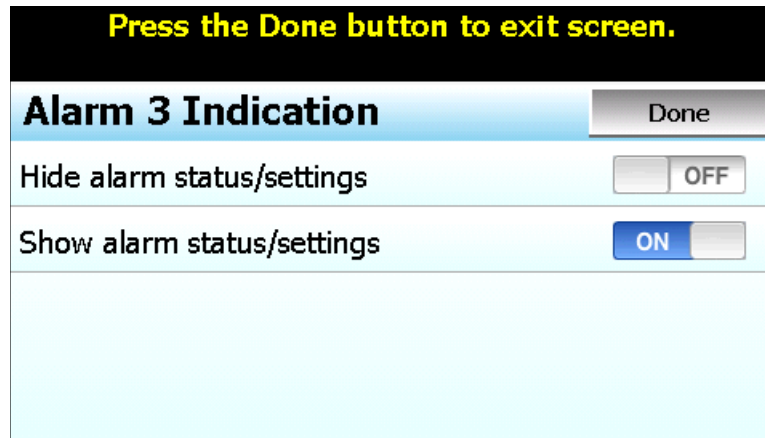 Press the Done button to exit screen.
Alarm 3 Indication
Done
Hide alarm status/settings
OFF
Show alarm status/settings
ON